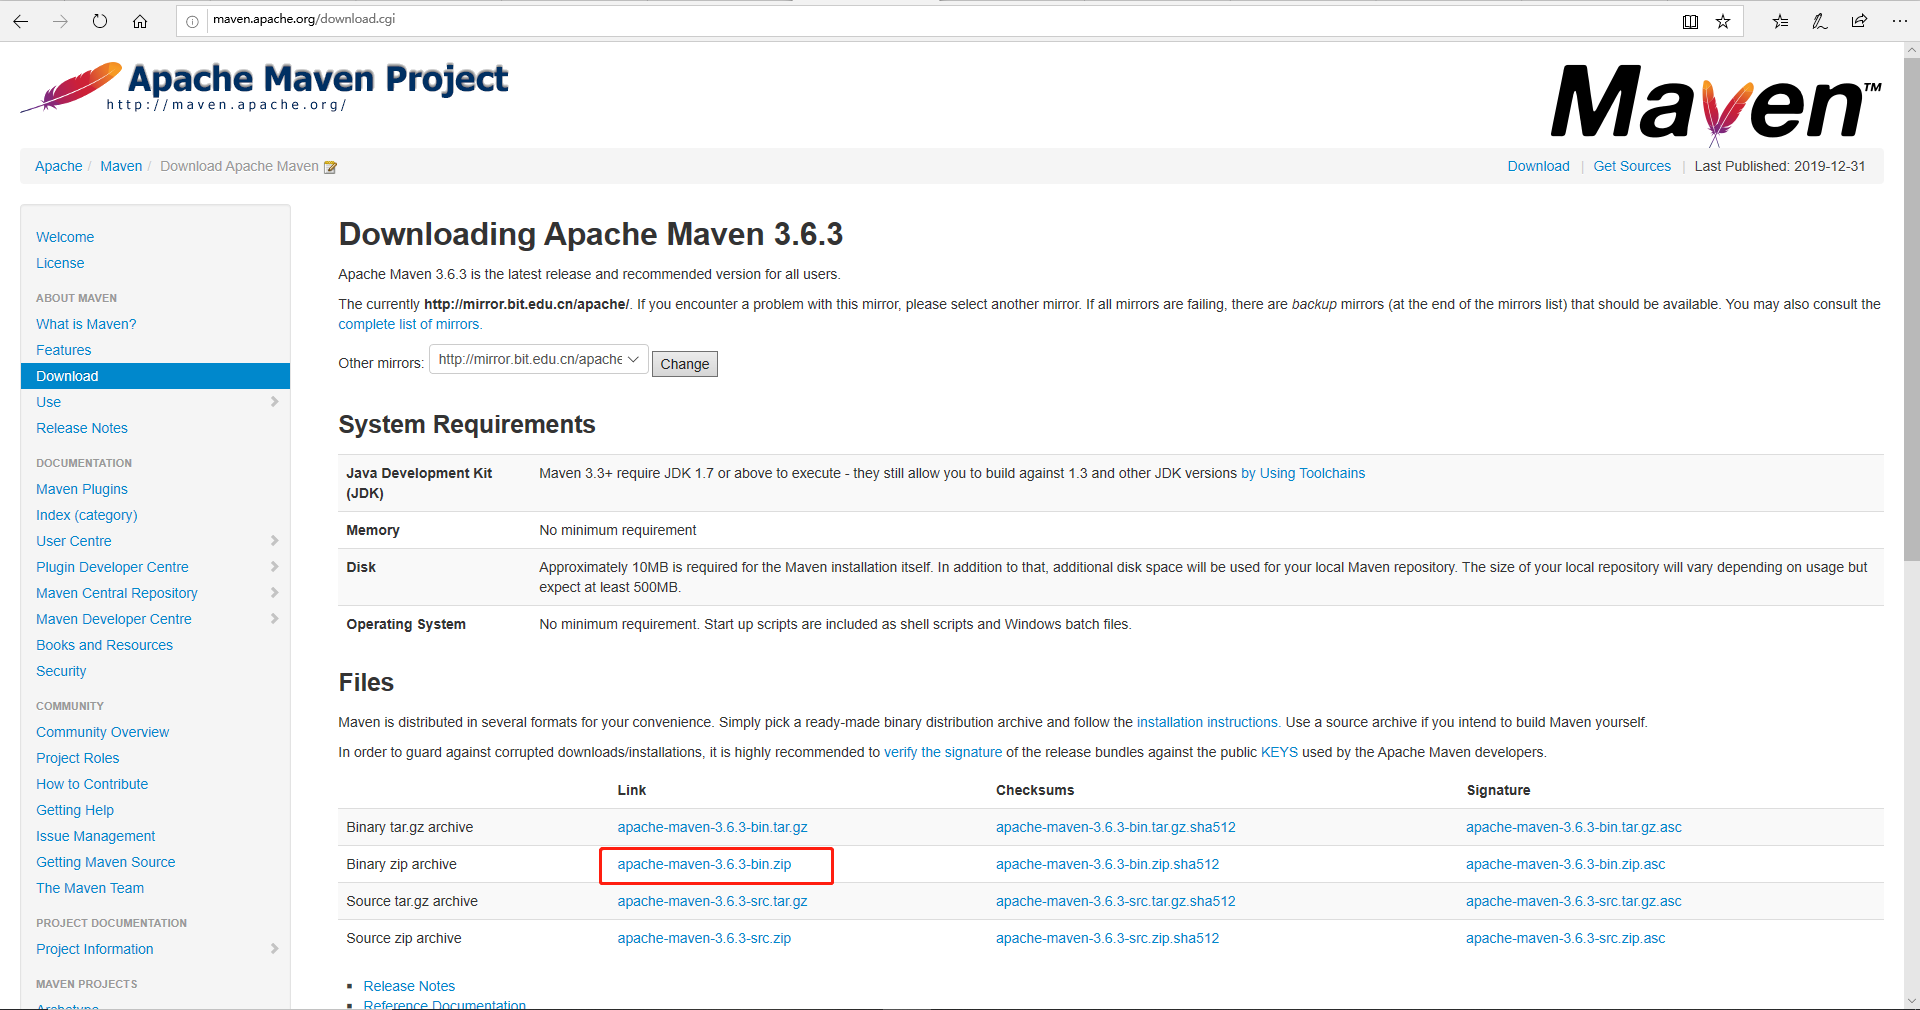 maven.apache.org/download.cgi
Apache Maven Project
http://maven.apache.org/
Maven™
Apache / Maven / Download Apache Maven
Download | Get Sources | Last Published: 2019-12-31
Welcome
License
ABOUT MAVEN
What is Maven?
Features
Download
Use
Release Notes
DOCUMENTATION
Maven Plugins
Index (category)
User Centre
Plugin Developer Centre
Maven Central Repository
Maven Developer Centre
Books and Resources
Security
COMMUNITY
Community Overview
Project Roles
How to Contribute
Getting Help
Issue Management
Getting Maven Source
The Maven Team
PROJECT DOCUMENTATION
Project Information
MAVEN PROJECTS
Archetype
Downloading Apache Maven 3.6.3
Apache Maven 3.6.3 is the latest release and recommended version for all users.
The currently http://mirror.bit.edu.cn/apache/. If you encounter a problem with this mirror, please select another mirror. If all mirrors are failing, there are backup mirrors (at the end of the mirrors list) that should be available. You may also consult the
complete list of mirrors.
Other mirrors: http://mirror.bit.edu.cn/apache Change
System Requirements
Java Development Kit Maven 3.3+ require JDK 1.7 or above to execute - they still allow you to build against 1.3 and other JDK versions by Using Toolchains
(JDK)
Memory No minimum requirement
Disk Approximately 10MB is required for the Maven installation itself. In addition to that, additional disk space will be used for your local Maven repository. The size of your local repository will vary depending on usage but
expect at least 500MB.
Operating System No minimum requirement. Start up scripts are included as shell scripts and Windows batch files.
Files
Maven is distributed in several formats for your convenience. Simply pick a ready-made binary distribution archive and follow the installation instructions. Use a source archive if you intend to build Maven yourself.
In order to guard against corrupted downloads/installations, it is highly recommended to verify the signature of the release bundles against the public KEYS used by the Apache Maven developers.
Link Checksums Signature
Binary tar.gz archive apache-maven-3.6.3-bin.tar.gz apache-maven-3.6.3-bin.tar.gz.sha512 apache-maven-3.6.3-bin.tar.gz.asc
Binary zip archive apache-maven-3.6.3-bin.zip apache-maven-3.6.3-bin.zip.sha512 apache-maven-3.6.3-bin.zip.asc
Source tar.gz archive apache-maven-3.6.3-src.tar.gz apache-maven-3.6.3-src.tar.gz.sha512 apache-maven-3.6.3-src.tar.gz.asc
Source zip archive apache-maven-3.6.3-src.zip apache-maven-3.6.3-src.zip.sha512 apache-maven-3.6.3-src.zip.asc
Release Notes
Reference Documentation